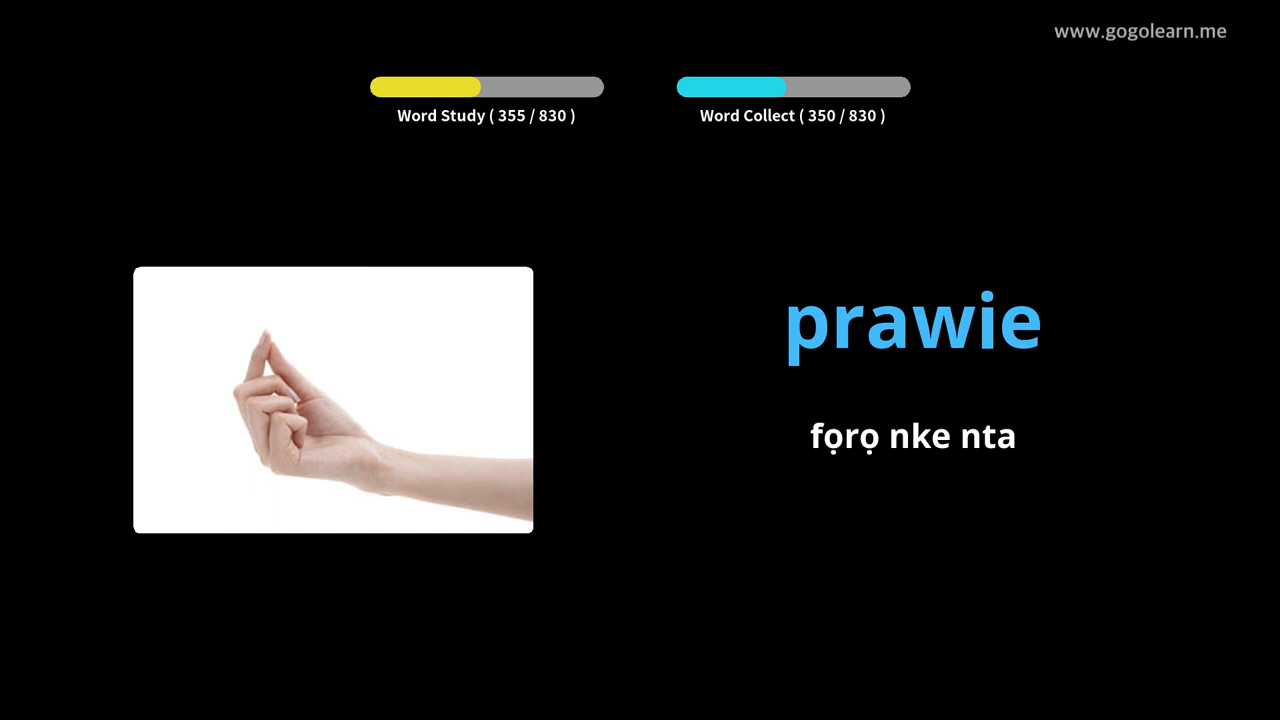 www.gogolearn.me
Word Study ( 355 / 830 )
Word Collect ( 350 / 830 )
prawie
fọrọ nke nta